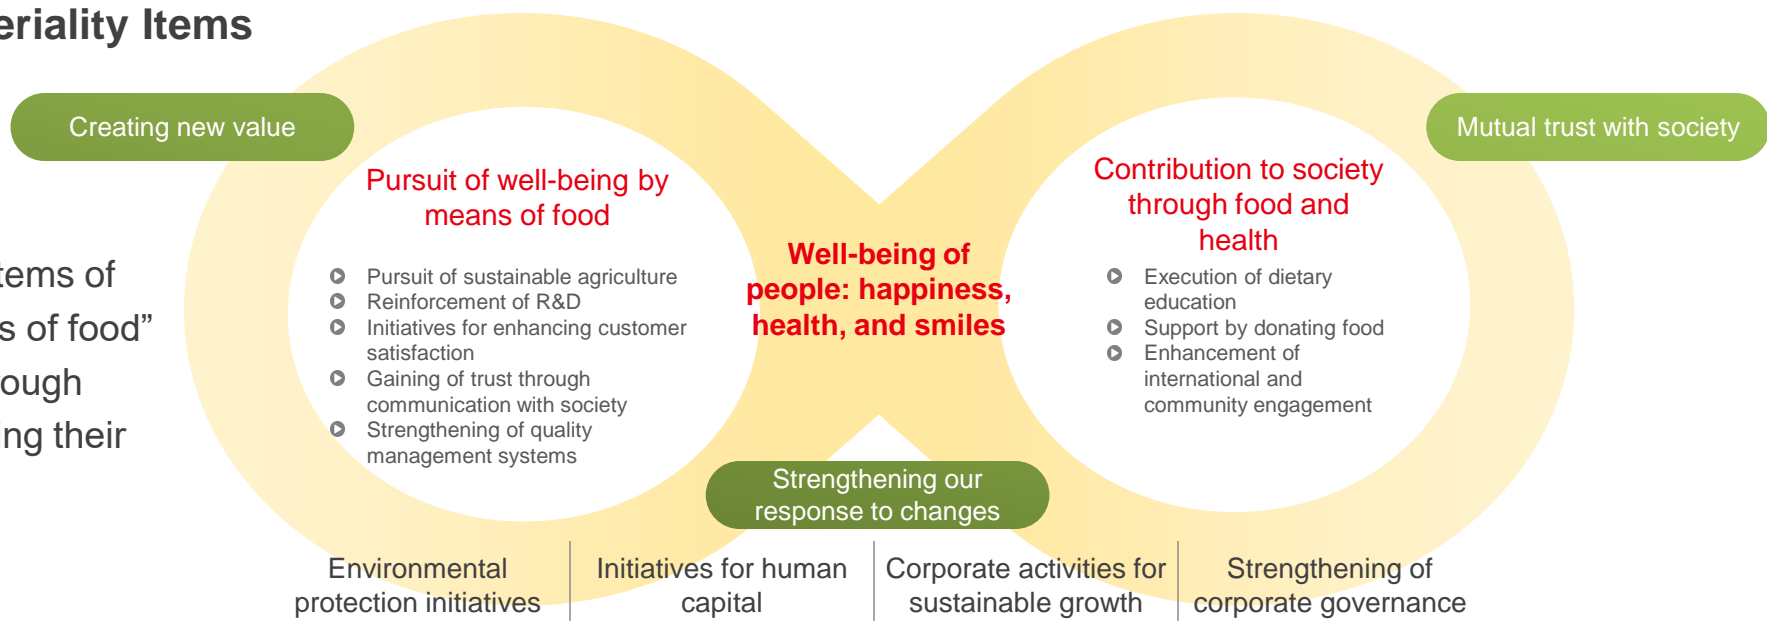 eriality Items
Creating new value
Mutual trust with society
tems of
s of food”
rough
ing their
Pursuit of well-being by
means of food
Pursuit of sustainable agriculture
Reinforcement of R&D
Initiatives for enhancing customer
satisfaction
Gaining of trust through
communication with society
Strengthening of quality
management systems
Well-being of
people: happiness,
health, and smiles
Contribution to society
through food and
health
Execution of dietary
education
Support by donating food
Enhancement of
international and
community engagement
Strengthening our
response to changes
Environmental
protection initiatives
Initiatives for human
capital
Corporate activities for
sustainable growth
Strengthening of
corporate governance